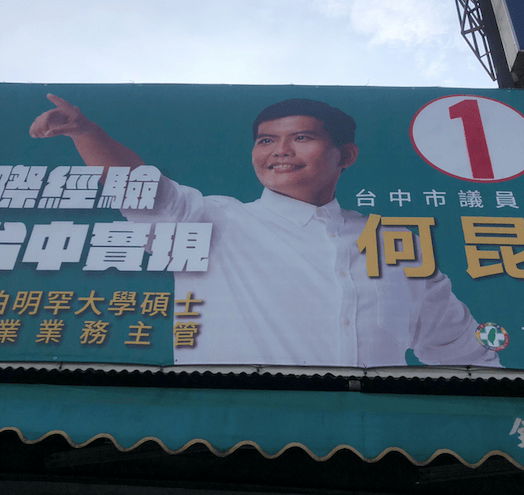 際經驗
台中實現
伯明罕大學碩士
業業務主管
1
台中市議員
何昆